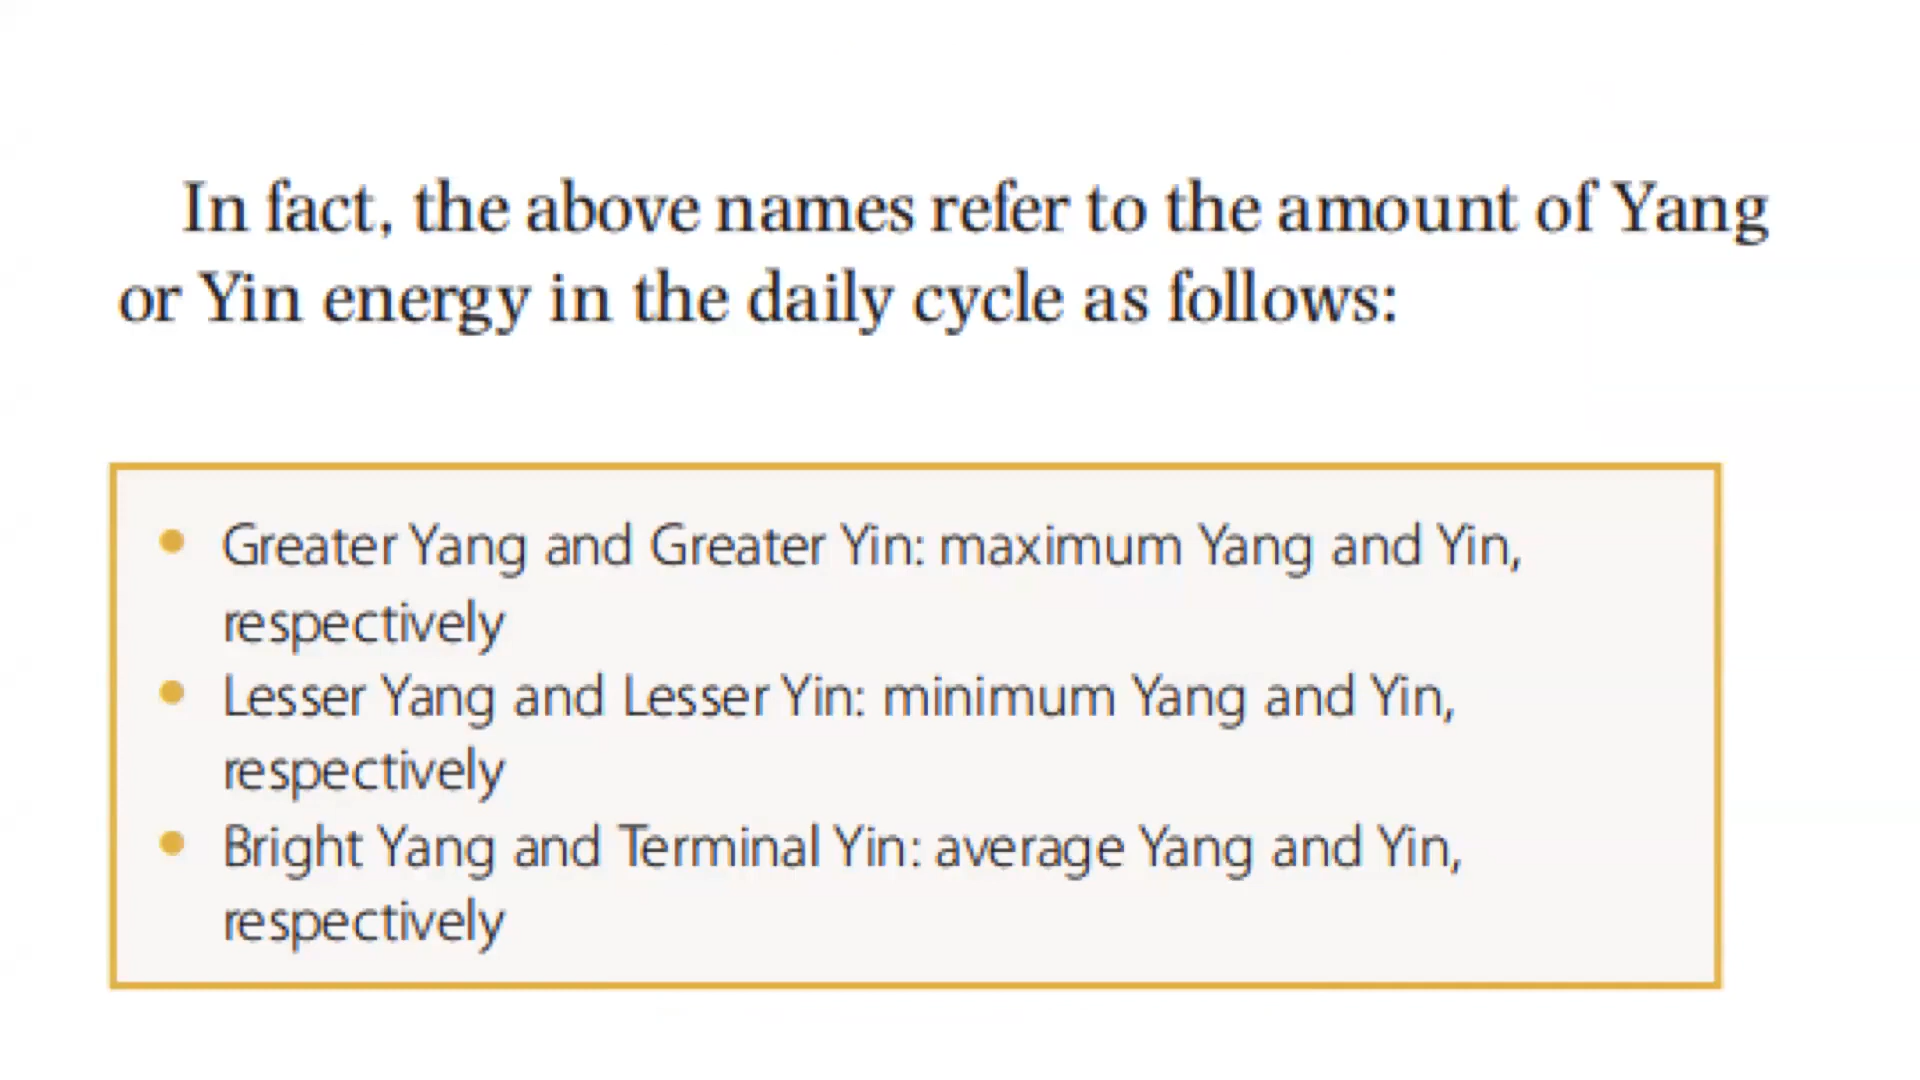 In fact, the above names refer to the amount of Yang
or Yin energy in the daily cycle as follows:
• Greater Yang and Greater Yin: maximum Yang and Yin,
respectively
• Lesser Yang and Lesser Yin: minimum Yang and Yin,
respectively
• Bright Yang and Terminal Yin: average Yang and Yin,
respectively